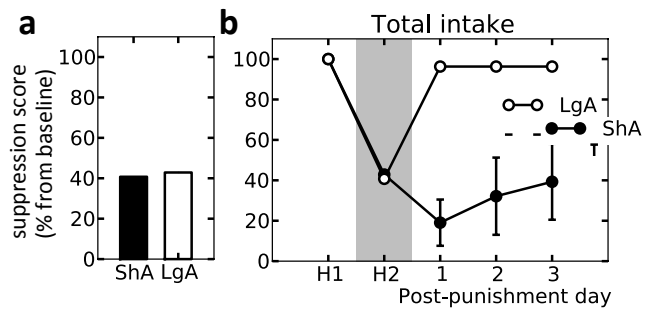 a
suppression score
(% from baseline)
100
80
60
40
20
0
ShA LgA
b
Total intake
100
80
60
40
20
0
LgA
ShA
H1 H2 1 2 3
Post-punishment day